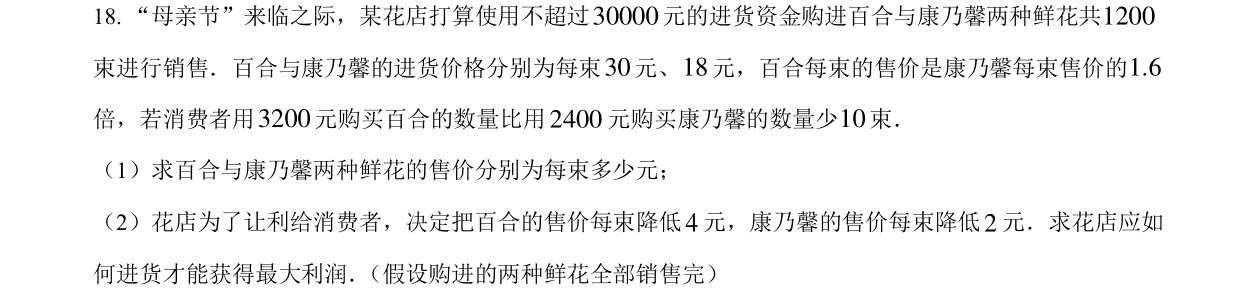 18. “母亲节”来临之际，某花店打算使用不超过30000元的进货资金购进百合与康乃馨两种鲜花共1200
束进行销售．百合与康乃馨的进货价格分别为每束30元、18元，百合每束的售价是康乃馨每束售价的1.6
倍，若消费者用3200元购买百合的数量比用2400元购买康乃馨的数量少10束．
（1）求百合与康乃馨两种鲜花的售价分别为每束多少元；
（2）花店为了让利给消费者，决定把百合的售价每束降低4元，康乃馨的售价每束降低2元．求花店应如
何进货才能获得最大利润．（假设购进的两种鲜花全部销售完）